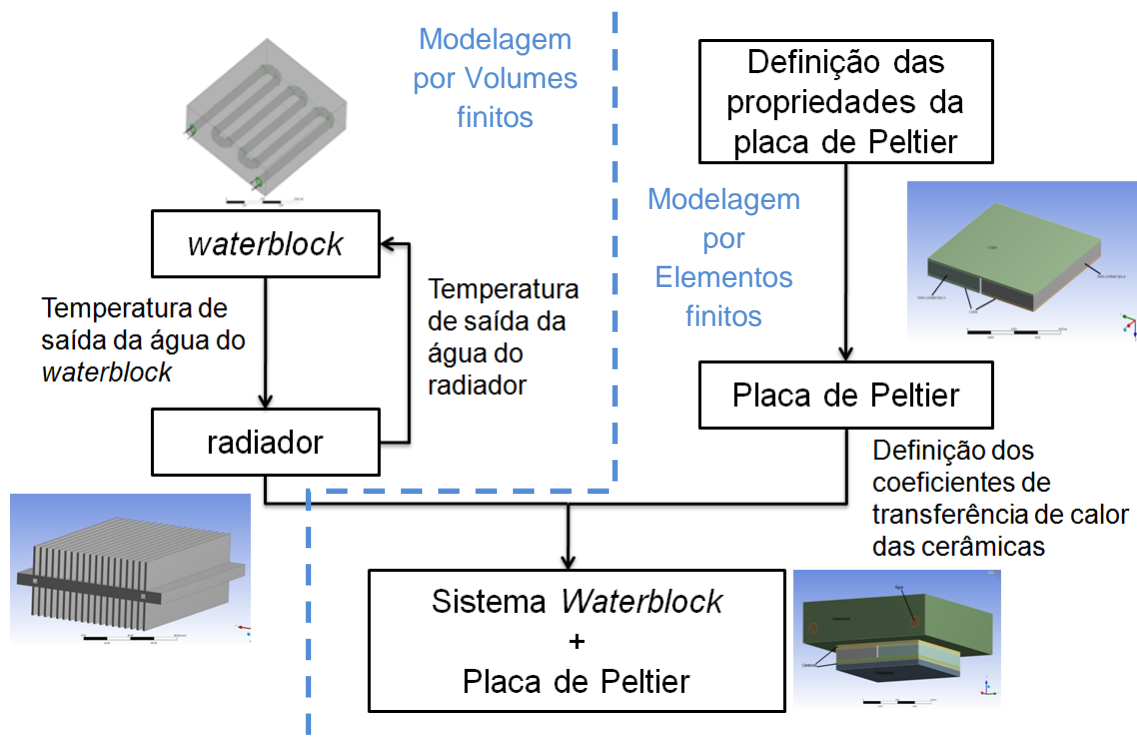 Modelagem
por Volumes
finitos
Definição das
propriedades da
placa de Peltier
waterblock
Modelagem
por
Elementos
finitos
Temperatura de
saída da água do
waterblock
Temperatura
de saída da
água do
radiador
radiador
Placa de Peltier
Definição dos
coeficientes de
transferência de calor
das cerâmicas
Sistema Waterblock
+
Placa de Peltier